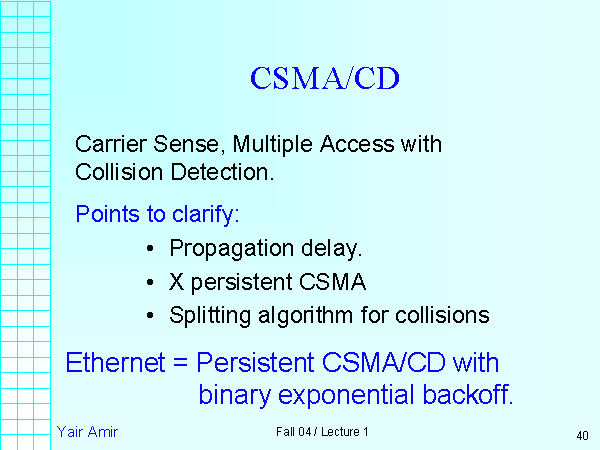 CSMA/CD
Carrier Sense, Multiple Access with
Collision Detection.
Points to clarify:
• Propagation delay.
• X persistent CSMA
• Splitting algorithm for collisions
Ethernet = Persistent CSMA/CD with
binary exponential backoff.
Yair Amir
Fall 04 / Lecture 1
40